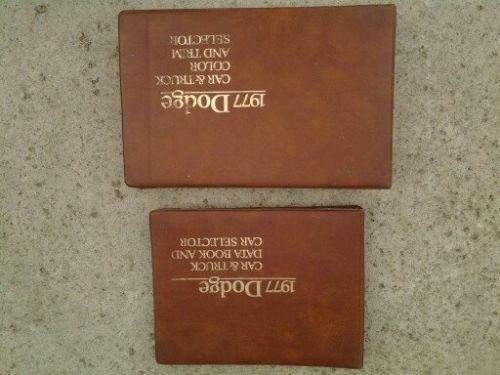 1977 Dodge
CAR & TRUCK
COLOR
AND TRIM
SELECTOR
1977 Dodge
CAR & TRUCK
DATA BOOK AND
CAR SELECTOR